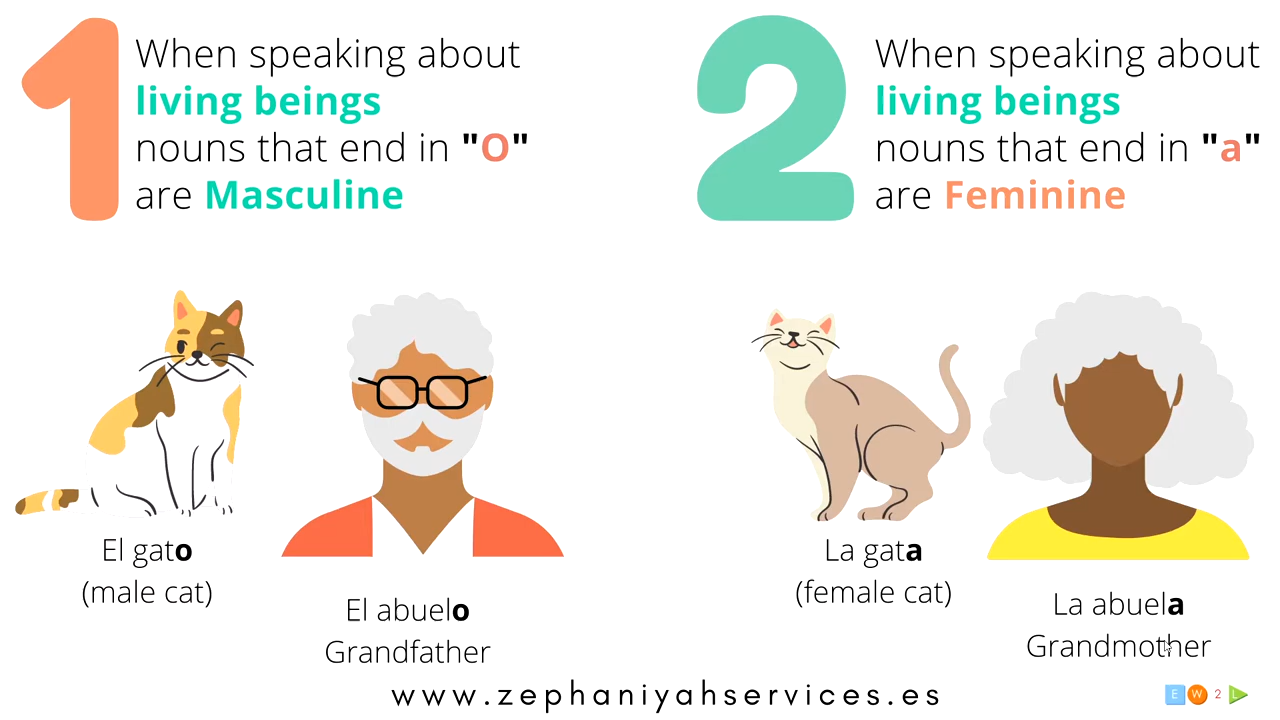 1
When speaking about
living beings
nouns that end in "O"
are Masculine
2
When speaking about
living beings
nouns that end in "a"
are Feminine
El gato
(male cat)
El abuelo
Grandfather
La gata
(female cat)
La abuela
Grandmother
www.zephaniyahservices.es
E W 2 L